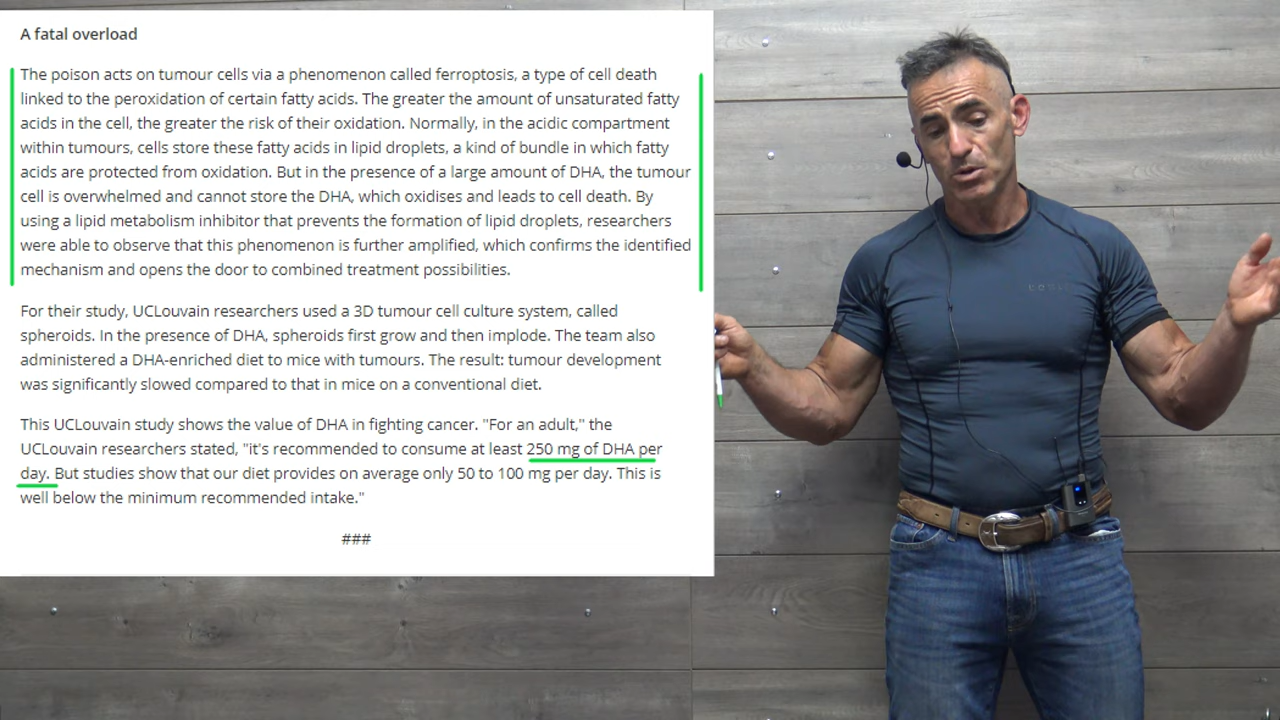 A fatal overload
The poison acts on tumour cells via a phenomenon called ferroptosis, a type of cell death
linked to the peroxidation of certain fatty acids. The greater the amount of unsaturated fatty
acids in the cell, the greater the risk of their oxidation. Normally, in the acidic compartment
within tumours, cells store these fatty acids in lipid droplets, a kind of bundle in which fatty
acids are protected from oxidation. But in the presence of a large amount of DHA, the tumour
cell is overwhelmed and cannot store the DHA, which oxidises and leads to cell death. By
using a lipid metabolism inhibitor that prevents the formation of lipid droplets, researchers
were able to observe that this phenomenon is further amplified, which confirms the identified
mechanism and opens the door to combined treatment possibilities.
For their study, UCLouvain researchers used a 3D tumour cell culture system, called
spheroids. In the presence of DHA, spheroids first grow and then implode. The team also
administered a DHA-enriched diet to mice with tumours. The result: tumour development
was significantly slowed compared to that in mice on a conventional diet.
This UCLouvain study shows the value of DHA in fighting cancer. "For an adult," the
UCLouvain researchers stated, "it's recommended to consume at least 250 mg of DHA per
day. But studies show that our diet provides on average only 50 to 100 mg per day. This is
well below the minimum recommended intake."
###